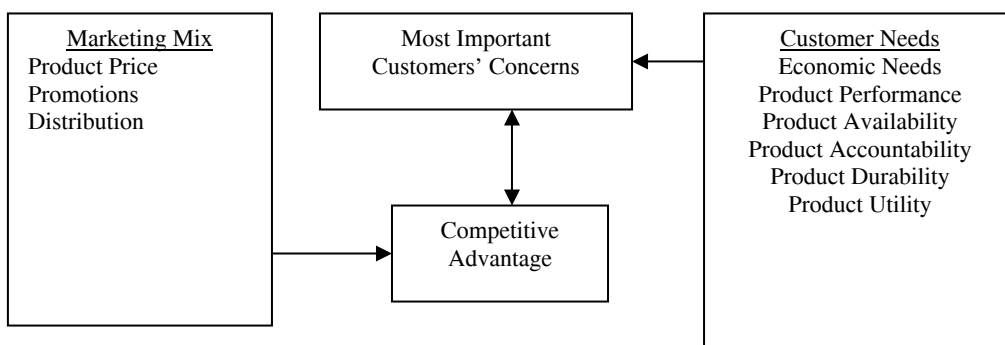 Marketing Mix
Product Price
Promotions
Distribution
Most Important
Customers’ Concerns
Competitive
Advantage
Customer Needs
Economic Needs
Product Performance
Product Availability
Product Accountability
Product Durability
Product Utility